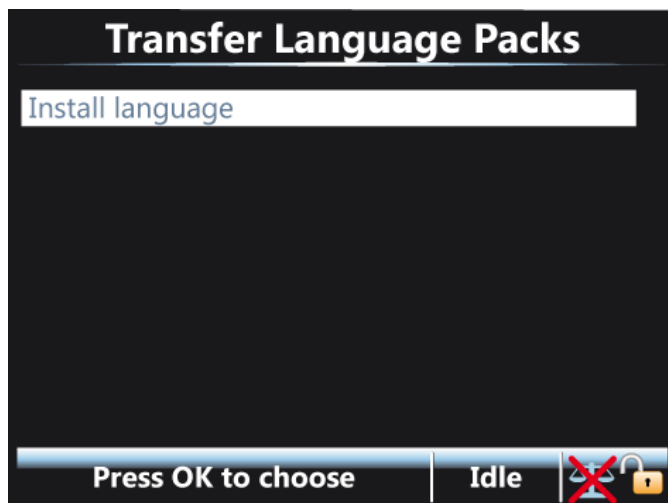 Transfer Language Packs
Install language
Press OK to choose
Idle